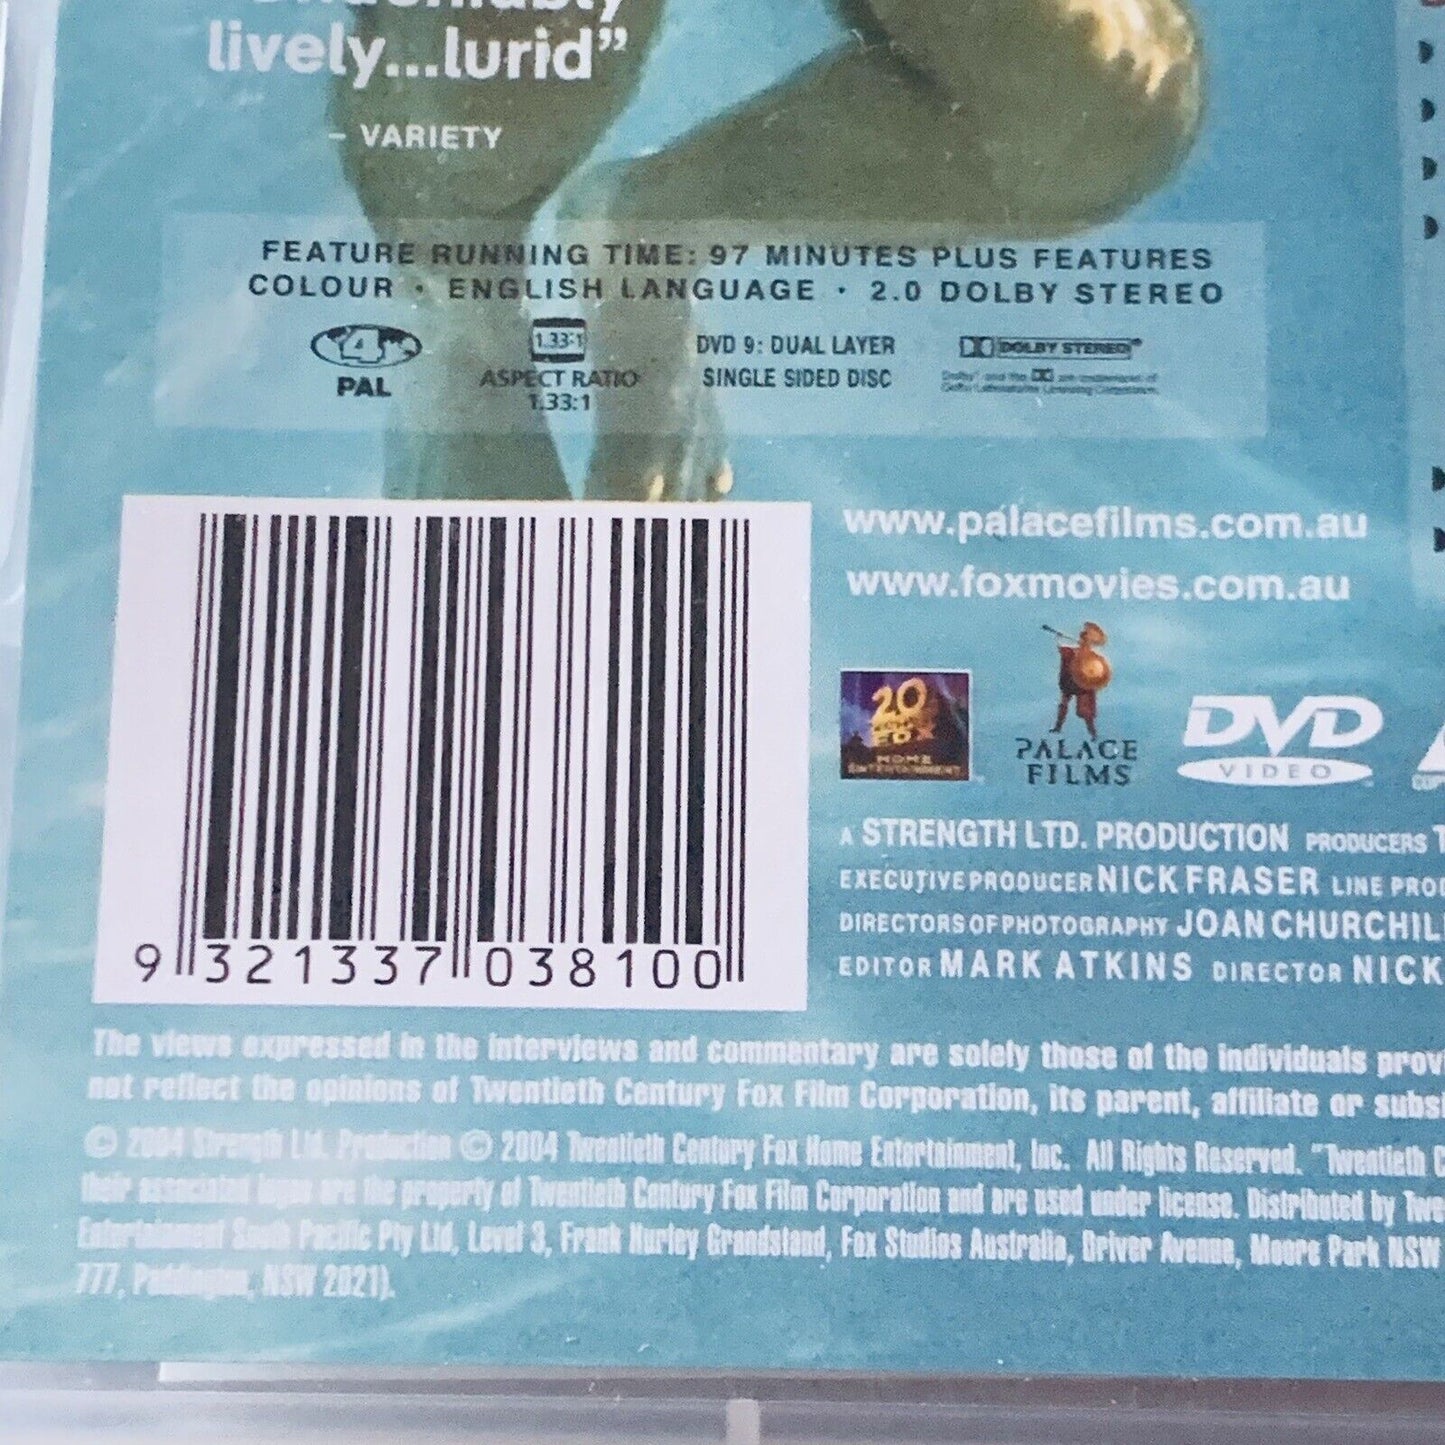 lively...lurid”
– VARIETY
FEATURE RUNNING TIME: 97 MINUTES PLUS FEATURES
COLOUR • ENGLISH LANGUAGE • 2.0 DOLBY STEREO
4
PAL
1.33:1
ASPECT RATIO
1.33:1
DVD 9: DUAL LAYER
SINGLE SIDED DISC
DOLBY STEREO
www.palacefilms.com.au
www.foxmovies.com.au
20
FOX
HOME
ENTERTAINMENT
PALACE
FILMS
DVD
VIDEO
9 321337 038100
A STRENGTH LTD. PRODUCTION PRODUCERS
EXECUTIVE PRODUCER NICK FRASER LINE
DIRECTORS OF PHOTOGRAPHY JOAN CHURCHIL
EDITOR MARK ATKINS DIRECTOR NICK
The views expressed in the interviews and commentary are solely those of the individuals provi
not reflect the opinions of Twentieth Century Fox Film Corporation, its parent, affiliate or subsi
© 2004 Strength Ltd. Production © 2004 Twentieth Century Fox Home Entertainment, Inc. All Rights Reserved. "Twentieth C
their associated logos are the property of Twentieth Century Fox Film Corporation and are used under license. Distributed by Twe
Entertainment South Pacific Pty Ltd, Level 3, Frank Hurley Grandstand, Fox Studios Australia, Driver Avenue, Moore Park NSW
777, Paddington, NSW 2021).